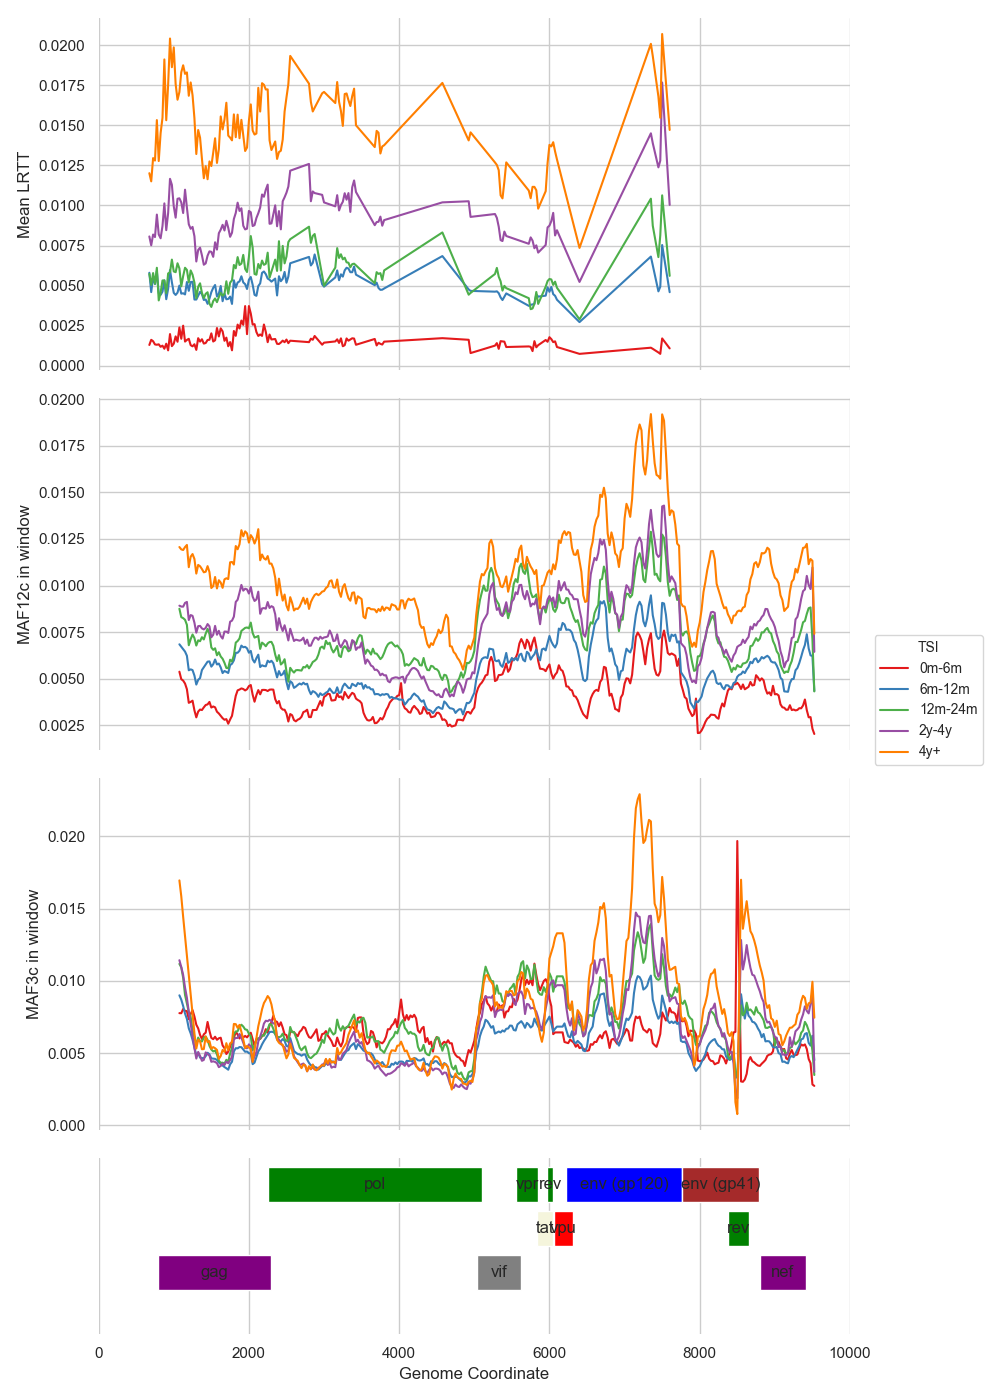 0.0200
0.0175
0.0150
0.0125
0.0100
0.0075
0.0050
0.0025
0.0000
Mean LRTT
0.0200
0.0175
0.0150
0.0125
0.0100
0.0075
0.0050
0.0025
MAF12c in window
TSI
0m-6m
6m-12m
12m-24m
2y-4y
4y+
0.020
0.015
0.010
0.005
0.000
MAF3c in window
pol
vpr
rev
env (gp120)
env (gp41)
tat
vpu
rev
gag
vif
nef
0
2000
4000
6000
8000
10000
Genome Coordinate